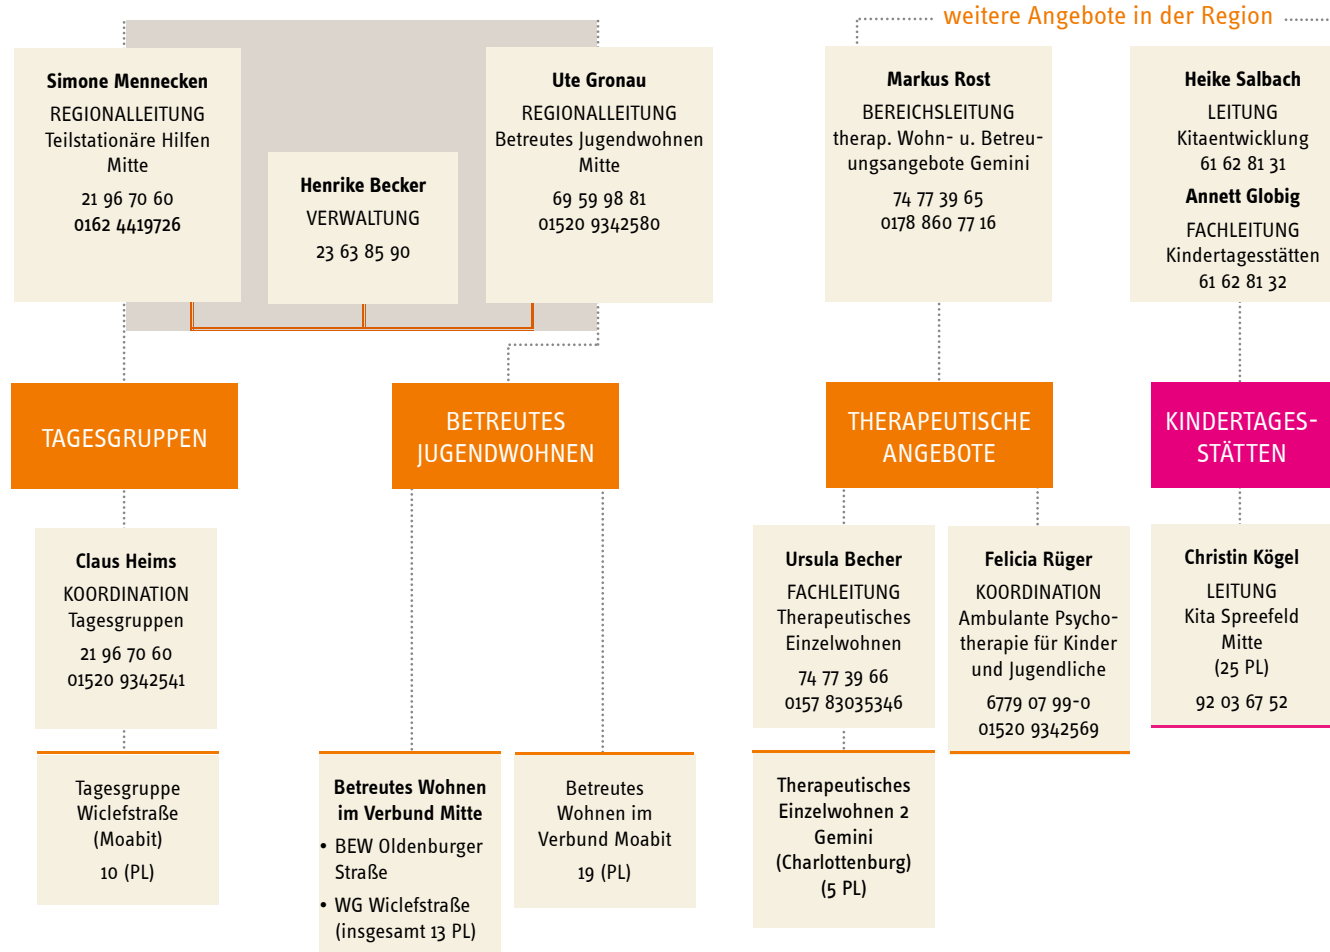 weitere Angebote in der Region
Simone Mennecken
REGIONALLEITUNG
Teilstationäre Hilfen
Mitte
21 96 70 60
0162 4419726
Henrike Becker
VERWALTUNG
23 63 85 90
Ute Gronau
REGIONALLEITUNG
Betreutes Jugendwohnen
Mitte
69 59 98 81
01520 9342580
Markus Rost
BEREICHSLEITUNG
therap. Wohn- u. Betreu-
ungsangebote Gemini
74 77 39 65
0178 860 77 16
Heike Salbach
LEITUNG
Kitaentwicklung
61 62 81 31
Annett Globig
FACHLEITUNG
Kindertagesstätten
61 62 81 32
TAGESGRUPPEN
BETREUTES
JUGENDWOHNEN
THERAPEUTISCHE
ANGEBOTE
KINDERTAGES-
STÄTTEN
Claus Heims
KOORDINATION
Tagesgruppen
21 96 70 60
01520 9342541
Ursula Becher
FACHLEITUNG
Therapeutisches
Einzelwohnen
74 77 39 66
0157 83035346
Felicia Rüger
KOORDINATION
Ambulante Psycho-
therapie für Kinder
und Jugendliche
6779 07 99-0
01520 9342569
Christin Kögel
LEITUNG
Kita Spreefeld
Mitte
(25 PL)
92 03 67 52
Tagesgruppe
Wiclefstraße
(Moabit)
10 (PL)
Betreutes Wohnen
im Verbund Mitte
• BEW Oldenburger
Straße
• WG Wiclefstraße
(insgesamt 13 PL)
Betreutes
Wohnen im
Verbund Moabit
19 (PL)
Therapeutisches
Einzelwohnen 2
Gemini
(Charlottenburg)
(5 PL)